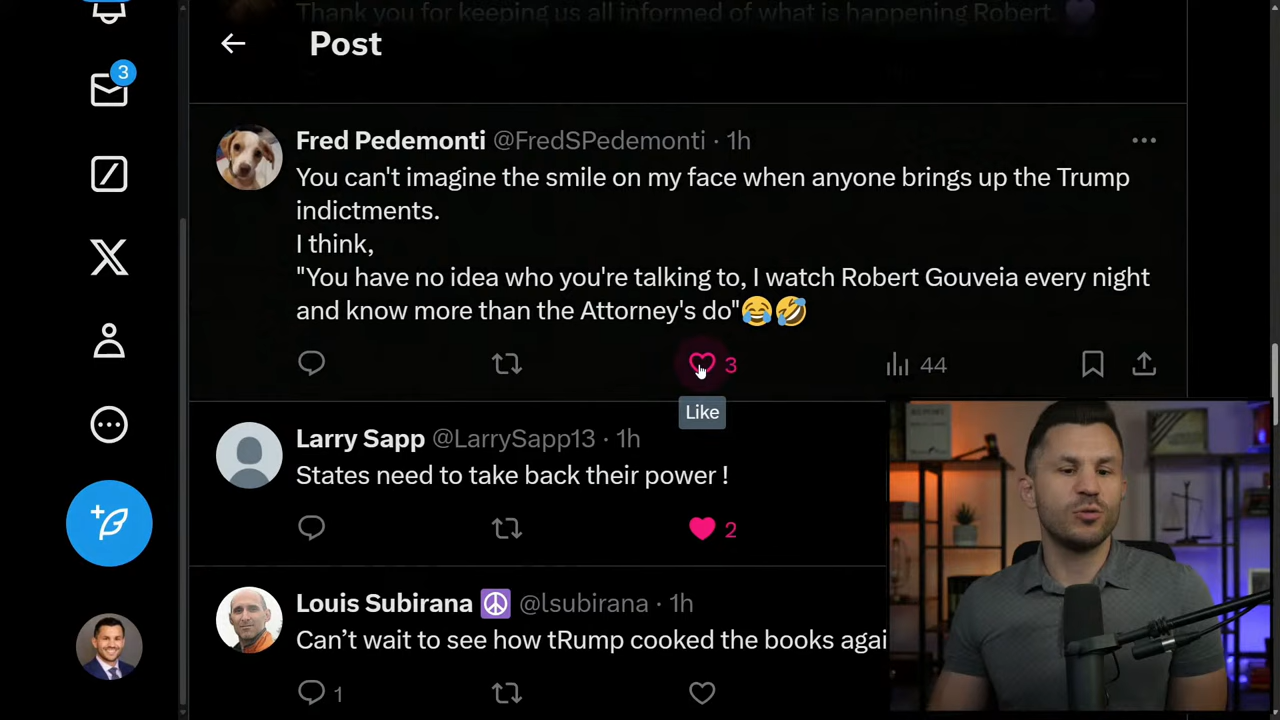 Thank you for keeping us all informed of what is happening Robert.
Post
3
Fred Pedemonti @FredSPedemonti · 1h
You can't imagine the smile on my face when anyone brings up the Trump
indictments.
I think,
"You have no idea who you're talking to, I watch Robert Gouveia every night
and know more than the Attorney's do"😂🤣
3
44
Like
Larry Sapp @LarrySapp13 · 1h
States need to take back their power !
2
Louis Subirana ☮ @lsubirana · 1h
Can't wait to see how tRump cooked the books agai
1